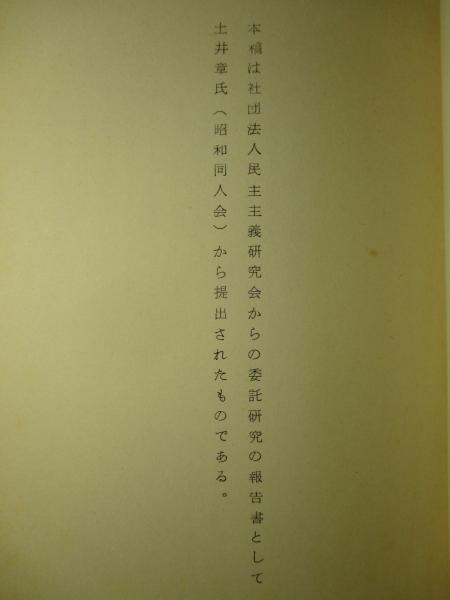 本稿は社団法人民主主義研究会からの委託研究の報告書として
土井章氏（昭和同人会）から提出されたものである。